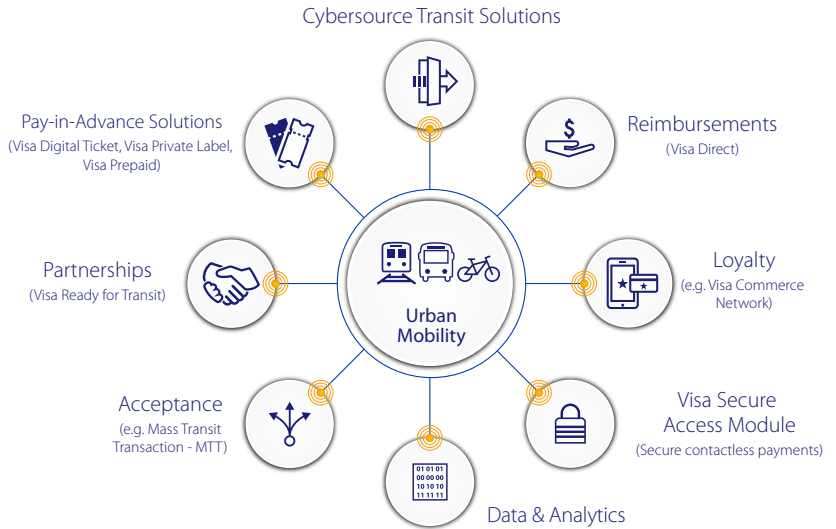 Cybersource Transit Solutions
Pay-in-Advance Solutions
(Visa Digital Ticket, Visa Private Label,
Visa Prepaid)
$
Reimbursements
(Visa Direct)
Partnerships
(Visa Ready for Transit)
Urban
Mobility
Loyalty
(e.g. Visa Commerce
Network)
Acceptance
(e.g. Mass Transit
Transaction - MTT)
Visa Secure
Access Module
(Secure contactless payments)
01 01 01
00 00 00
10 10 10
11 11 11
Data & Analytics